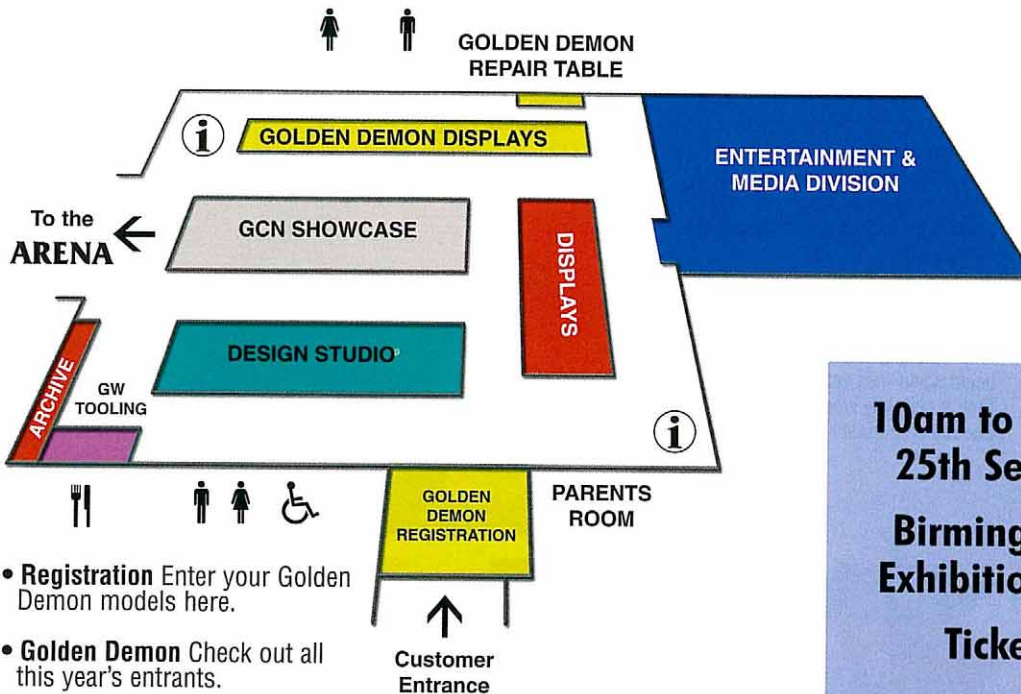 GOLDEN DEMON
REPAIR TABLE
i
GOLDEN DEMON DISPLAYS
ENTERTAINMENT &
MEDIA DIVISION
To the
ARENA
GCN SHOWCASE
DISPLAYS
DESIGN STUDIO
ARCHIVE
GW
TOOLING
i
GOLDEN
DEMON
REGISTRATION
PARENTS
ROOM
• Registration Enter your Golden
Demon models here.
• Golden Demon Check out all
this year's entrants.
Customer
Entrance
10am to
25th Se
Birming
Exhibitio
Ticke